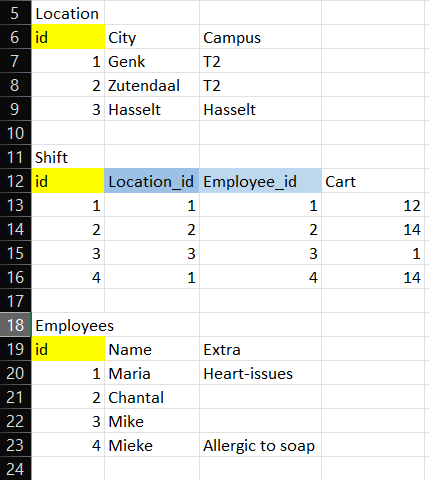 5 Location
6 id City Campus
7 1 Genk T2
8 2 Zutendaal T2
9 3 Hasselt Hasselt
10
11 Shift
12 id Location_id Employee_id Cart
13 1 1 1 12
14 2 2 2 14
15 3 3 3 1
16 4 1 4 14
17
18 Employees
19 id Name Extra
20 1 Maria Heart-issues
21 2 Chantal
22 3 Mike
23 4 Mieke Allergic to soap
24